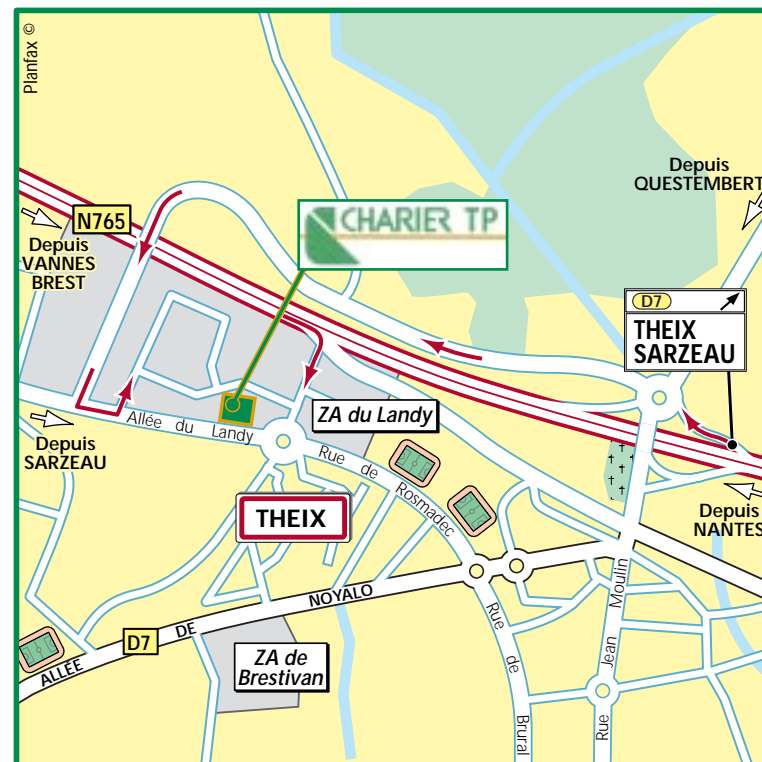 Planfax ©
CHARIER TP
Depuis
QUESTEMBERT
N765
Depuis
VANNES
BREST
D7
THEIX
SARZEAU
ZA du Landy
Allée du Landy
Depuis
SARZEAU
Rue de Rosmadec
Depuis
NANTES
THEIX
ALLÉE DE NOYALO
D7
ZA de
Brestivan
Rue de Brural
Rue Jean Moulin